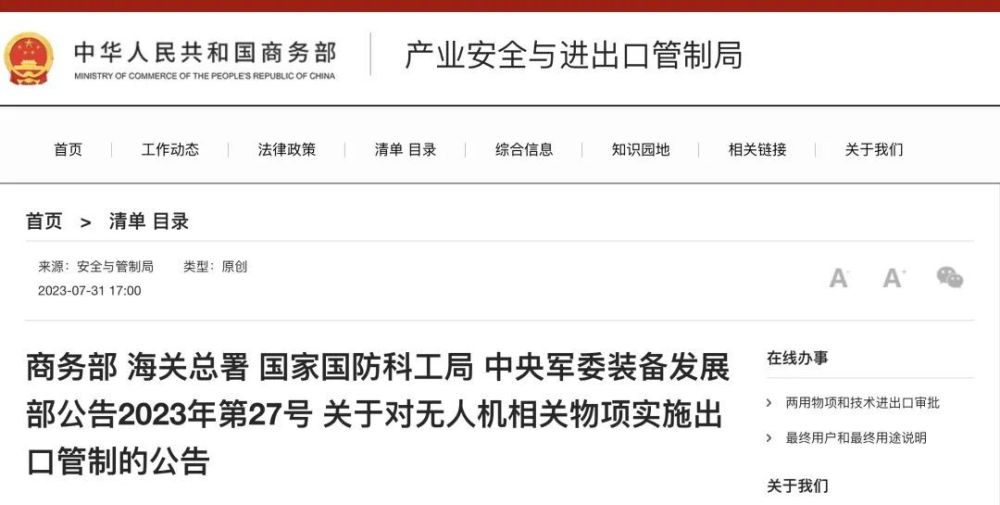 中华人民共和国商务部
MINISTRY OF COMMERCE OF THE PEOPLE'S REPUBLIC OF CHINA
产业安全与进出口管制局
首页 工作动态 法律政策 清单 目录 综合信息 知识园地 相关链接 关于我们
首页 > 清单 目录
来源: 安全与管制局 类型: 原创
2023-07-31 17:00
A- A+
商务部 海关总署 国家国防科工局 中央军委装备发展
部公告2023年第27号 关于对无人机相关物项实施出
口管制的公告
在线办事
> 两用物项和技术进出口审批
> 最终用户和最终用途说明
关于我们